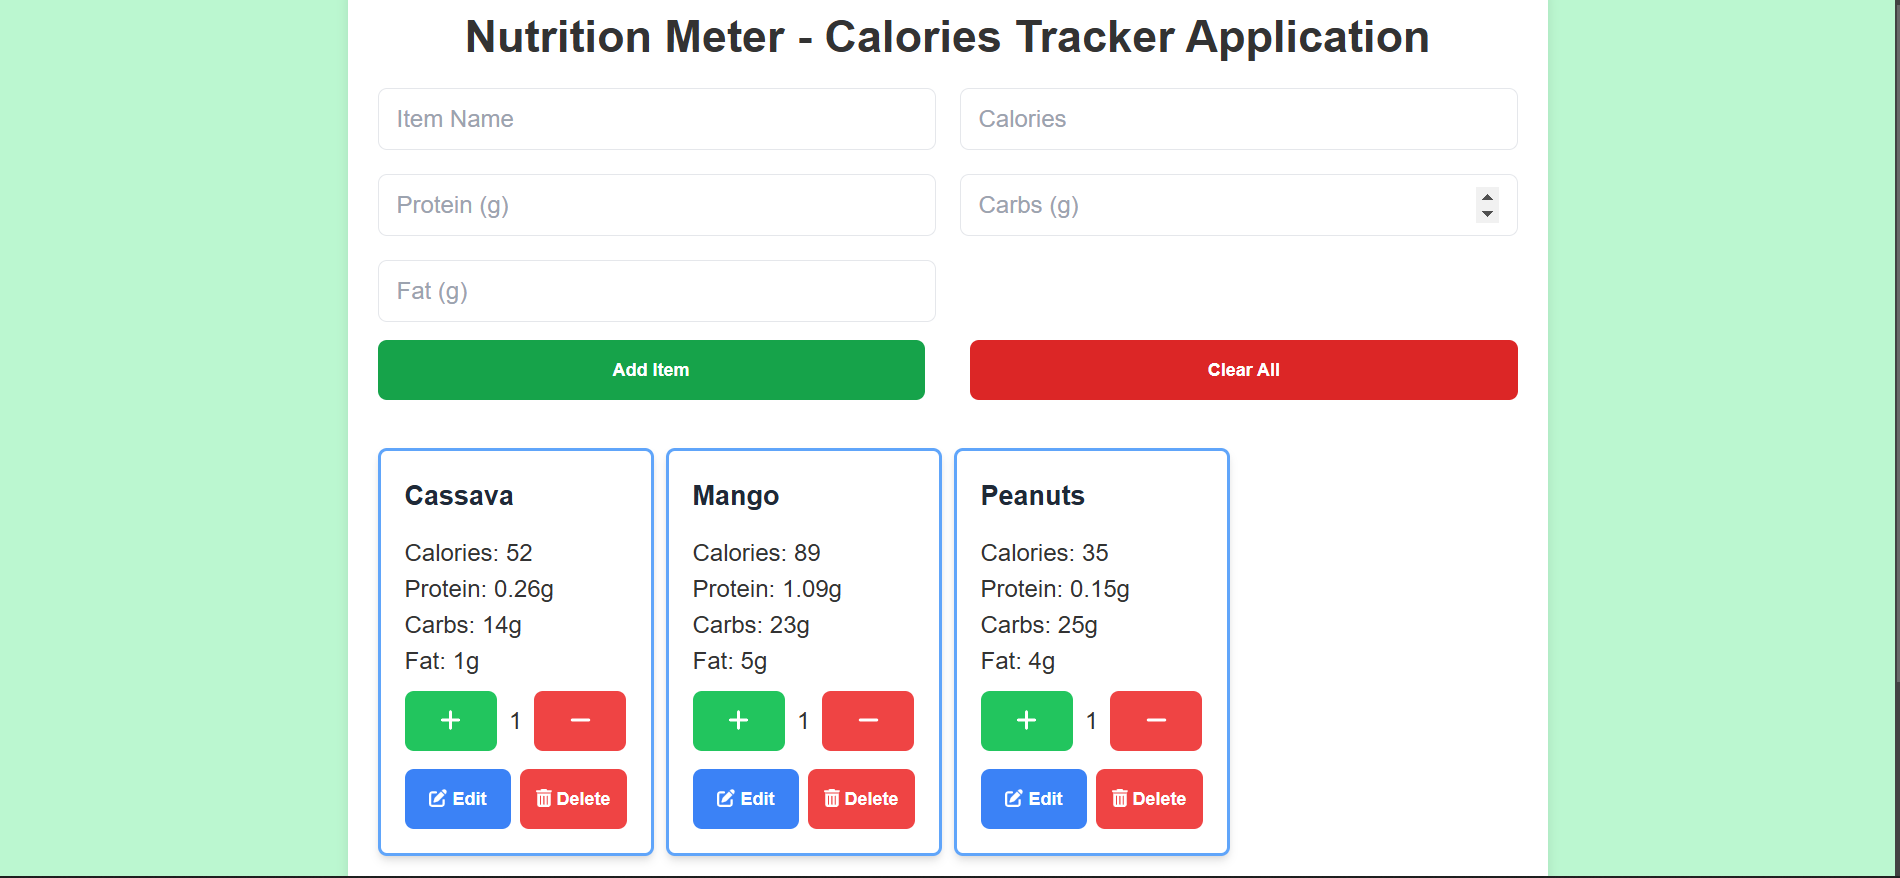 Nutrition Meter - Calories Tracker Application
Item Name
Calories
Protein (g)
Carbs (g)
Fat (g)
Add Item
Clear All
Cassava
Calories: 52
Protein: 0.26g
Carbs: 14g
Fat: 1g
+ 1 −
Edit Delete
Mango
Calories: 89
Protein: 1.09g
Carbs: 23g
Fat: 5g
+ 1 −
Edit Delete
Peanuts
Calories: 35
Protein: 0.15g
Carbs: 25g
Fat: 4g
+ 1 −
Edit Delete